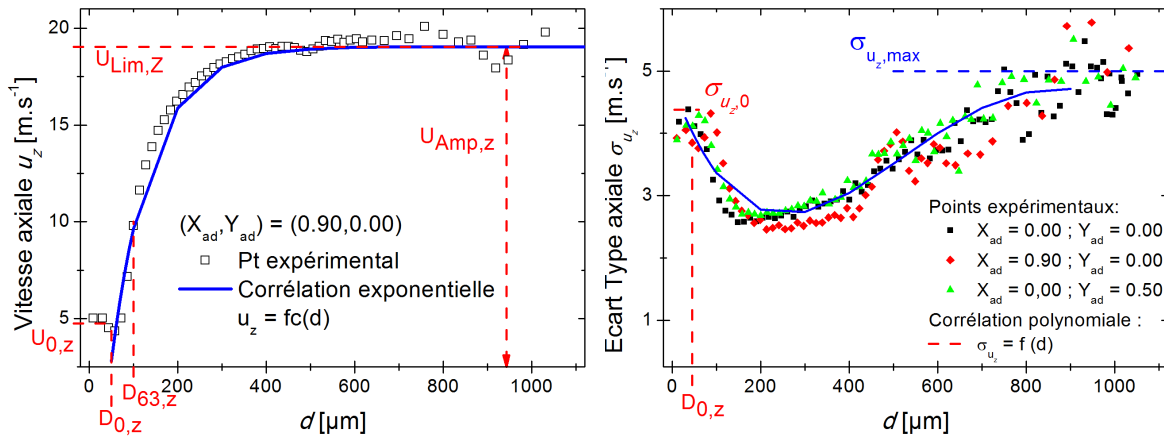 20
15
10
5
Vitesse axiale u_z [m.s⁻¹]
U_Lim,Z
U_Amp,z
(X_ad,Y_ad) = (0.90,0.00)
Pt expérimental
Corrélation exponentielle
u_z = fc(d)
U_0,z
D_63,z
D_0,z
0 200 400 600 800 1000
d [µm]
5
3
1
Ecart Type axiale σ_u_z [m.s⁻¹]
σ_u_z,max
σ_u_z,0
Points expérimentaux:
X_ad = 0.00 ; Y_ad = 0.00
X_ad = 0.90 ; Y_ad = 0.00
X_ad = 0,00 ; Y_ad = 0.50
Corrélation polynomiale :
σ_u_z = f (d)
D_0,z
0 200 400 600 800 1000
d [µm]